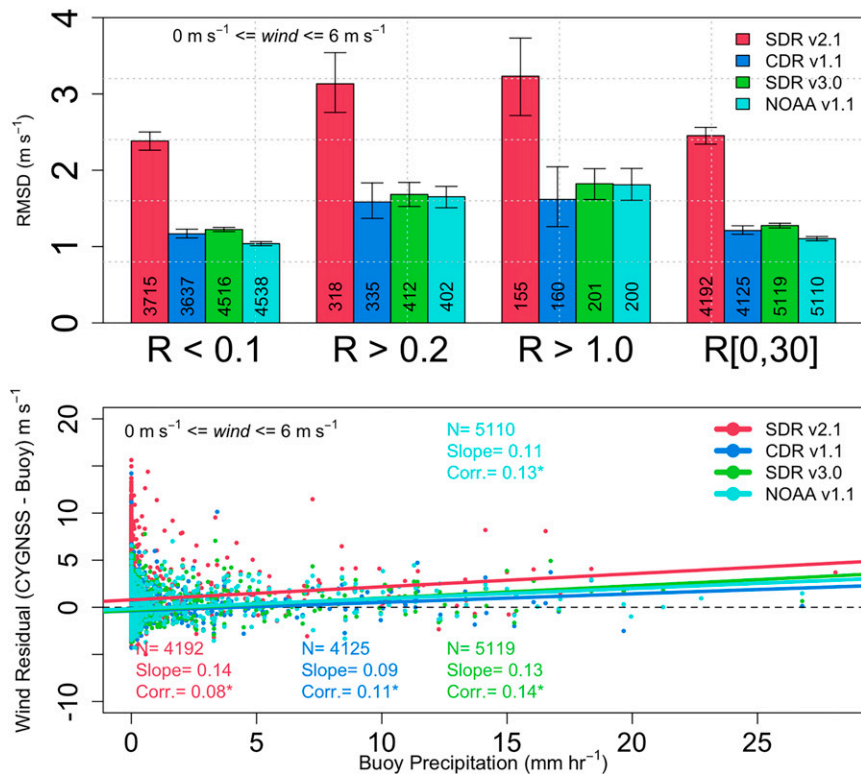 0 m s⁻¹ <= wind <= 6 m s⁻¹
SDR v2.1
CDR v1.1
SDR v3.0
NOAA v1.1
RMSD (m s⁻¹)
4
3
2
1
0
3715
3637
4516
4538
318
335
412
402
155
160
201
200
4192
4125
5119
5110
R < 0.1
R > 0.2
R > 1.0
R[0,30]
Wind Residual (CYGNSS - Buoy) m s⁻¹
20
10
5
0
-10
0 m s⁻¹ <= wind <= 6 m s⁻¹
N= 5110
Slope= 0.11
Corr.= 0.13*
SDR v2.1
CDR v1.1
SDR v3.0
NOAA v1.1
N= 4192
Slope= 0.14
Corr.= 0.08*
N= 4125
Slope= 0.09
Corr.= 0.11*
N= 5119
Slope= 0.13
Corr.= 0.14*
0
5
10
15
20
25
Buoy Precipitation (mm hr⁻¹)